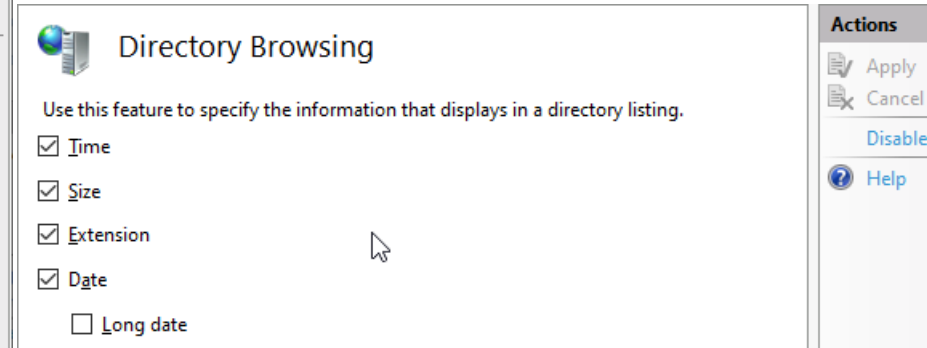 Directory Browsing
Use this feature to specify the information that displays in a directory listing.
Time
Size
Extension
Date
Long date
Actions
Apply
Cancel
Disable
Help